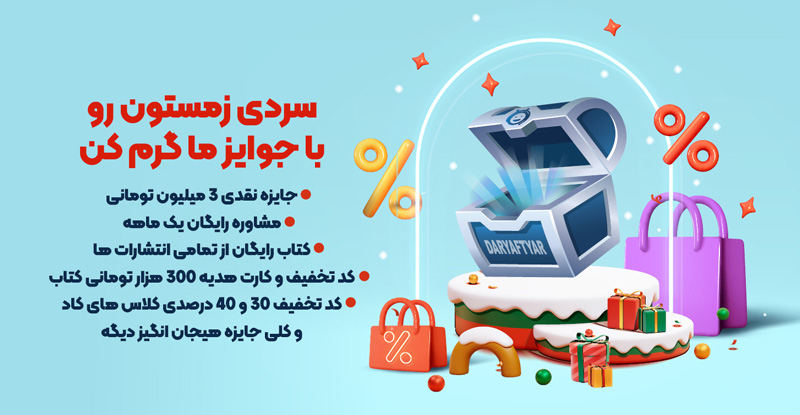 سردی زمستون رو
با جوایز ما گرم کن
جایزه نقدی 3 میلیون تومانی
مشاوره رایگان یک ماهه
کتاب رایگان از تمامی انتشارات ها
کد تخفیف و کارت هدیه 300 هزار تومانی کتاب
کد تخفیف 30 و 40 درصدی کلاس های کاد
و کلی جایزه هیجان انگیز دیگه
DARYAFTYAR
%
%
%